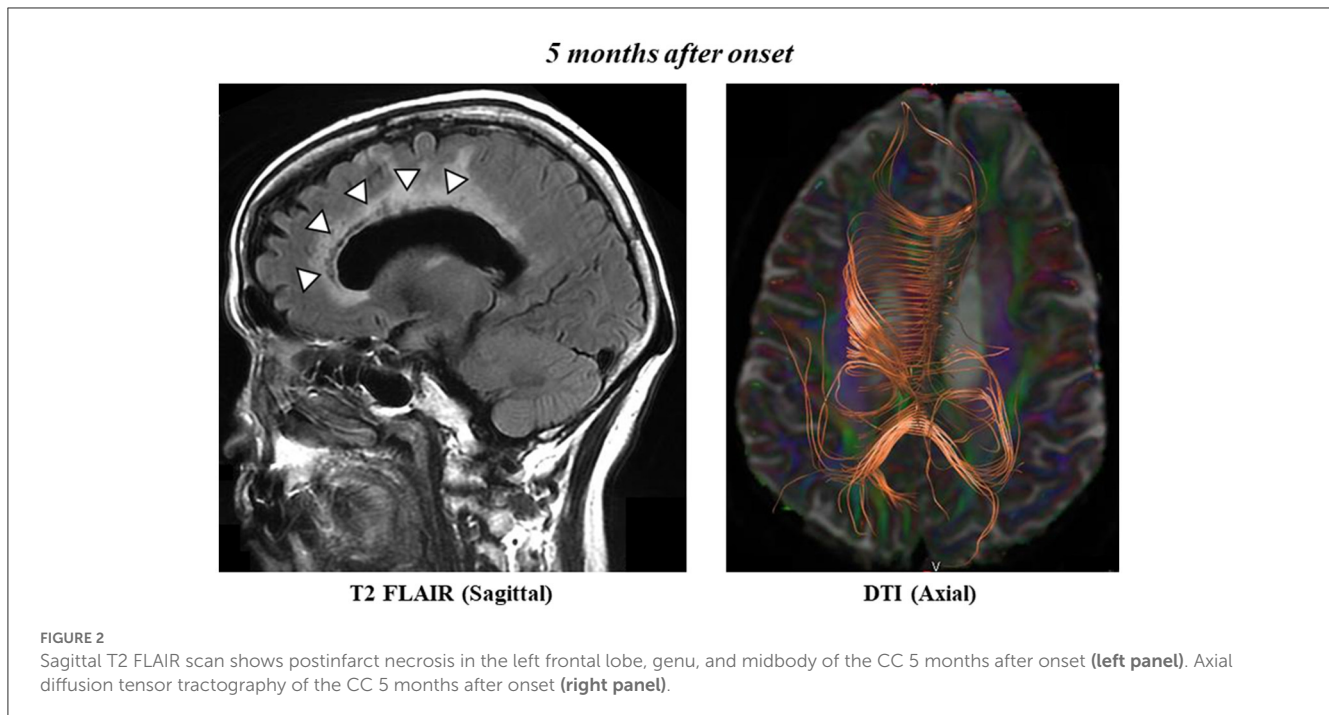 5 months after onset
T2 FLAIR (Sagittal)
DTI (Axial)
FIGURE 2
Sagittal T2 FLAIR scan shows postinfarct necrosis in the left frontal lobe, genu, and midbody of the CC 5 months after onset (left panel). Axial
diffusion tensor tractography of the CC 5 months after onset (right panel).